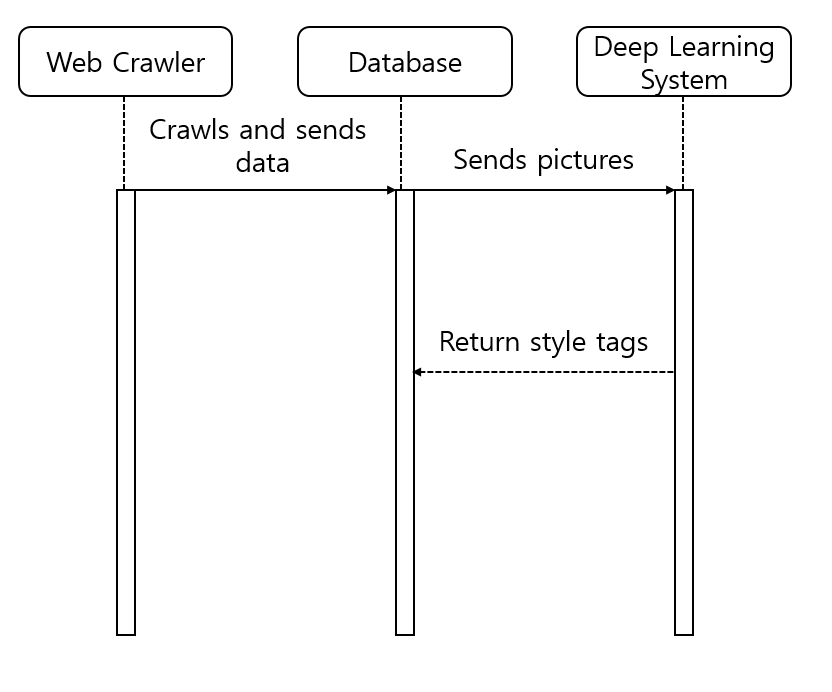 Web Crawler
Database
Deep Learning
System
Crawls and sends
data
Sends pictures
Return style tags